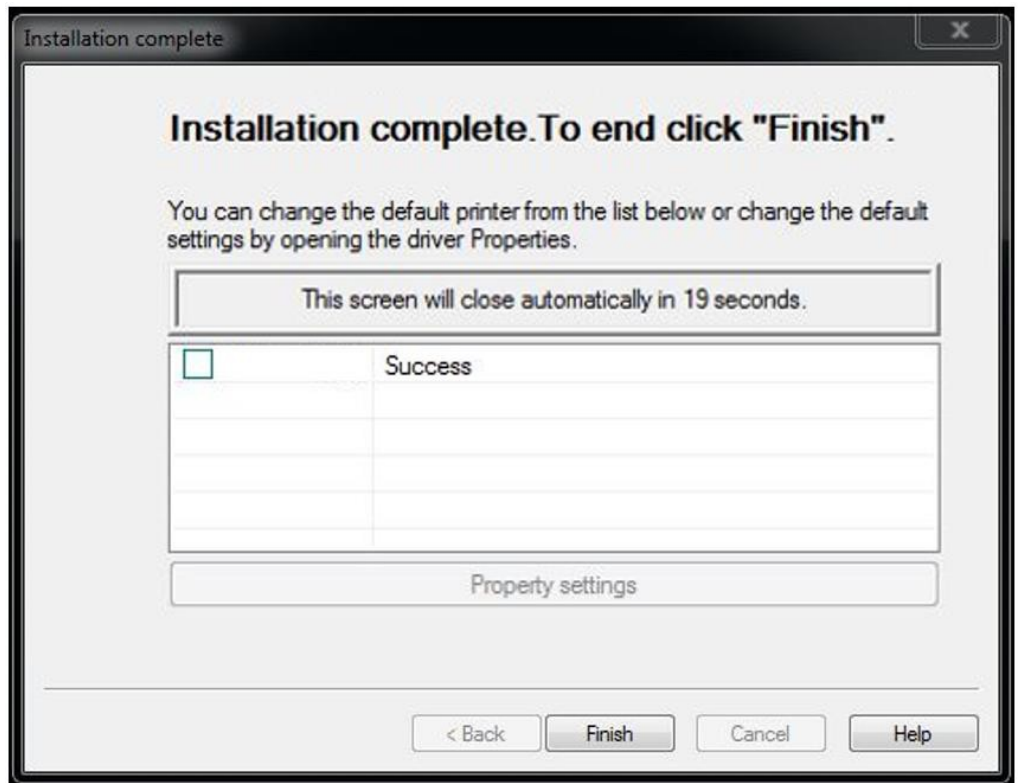 Installation complete
Installation complete.To end click "Finish".
You can change the default printer from the list below or change the default
settings by opening the driver Properties.
This screen will close automatically in 19 seconds.
Success
Property settings
< Back
Finish
Cancel
Help